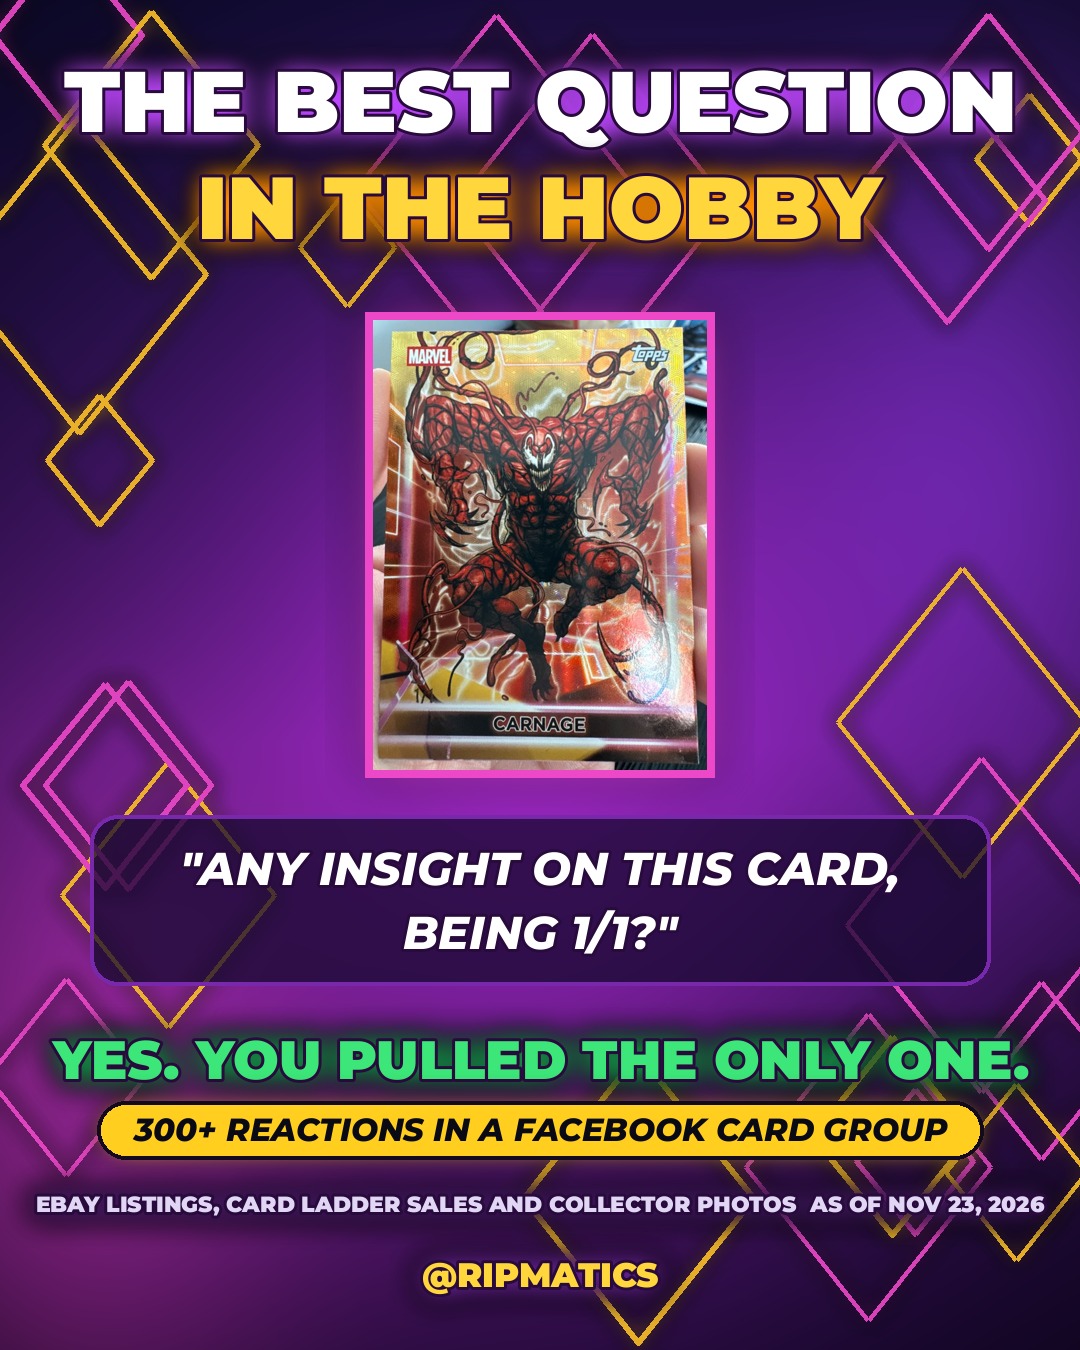 THE BEST QUESTION
IN THE HOBBY
MARVEL
topps
CARNAGE
"ANY INSIGHT ON THIS CARD,
BEING 1/1?"
YES. YOU PULLED THE ONLY ONE.
300+ REACTIONS IN A FACEBOOK CARD GROUP
EBAY LISTINGS, CARD LADDER SALES AND COLLECTOR PHOTOS AS OF NOV 23, 2026
@RIPMATICS